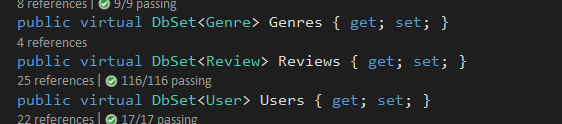 8 references | 9/9 passing
public virtual DbSet<Genre> Genres { get; set; }
4 references
public virtual DbSet<Review> Reviews { get; set; }
25 references | 116/116 passing
public virtual DbSet<User> Users { get; set; }
22 references | 17/17 passing